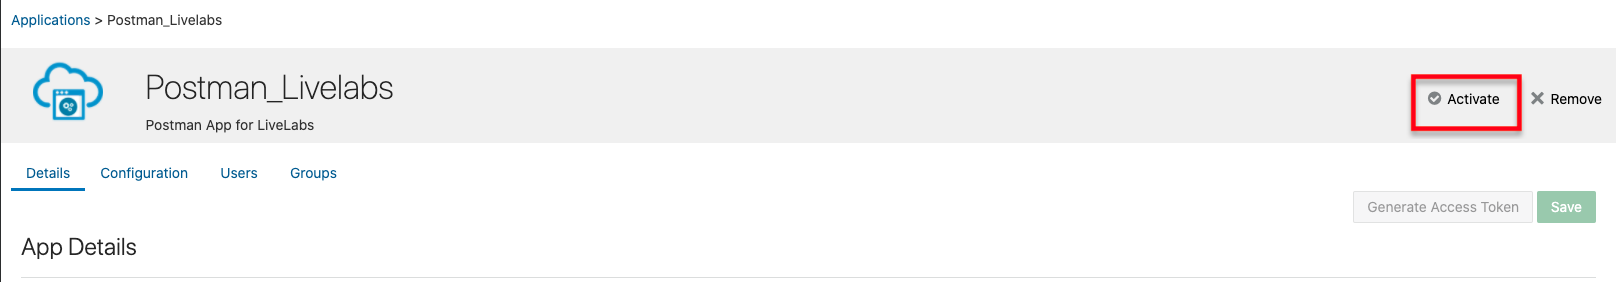 Applications > Postman_Livelabs
Postman_Livelabs
Activate
Remove
Postman App for LiveLabs
Details
Configuration
Users
Groups
Generate Access Token
Save
App Details